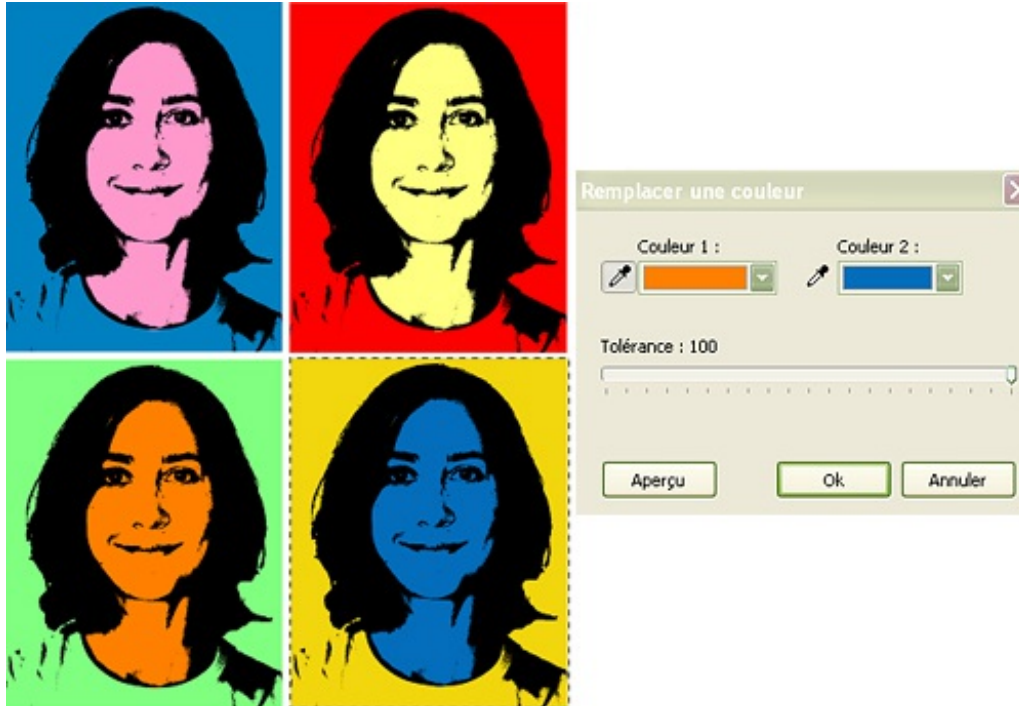 Remplacer une couleur
Couleur 1 :
Couleur 2 :
Tolérance : 100
Aperçu
Ok
Annuler